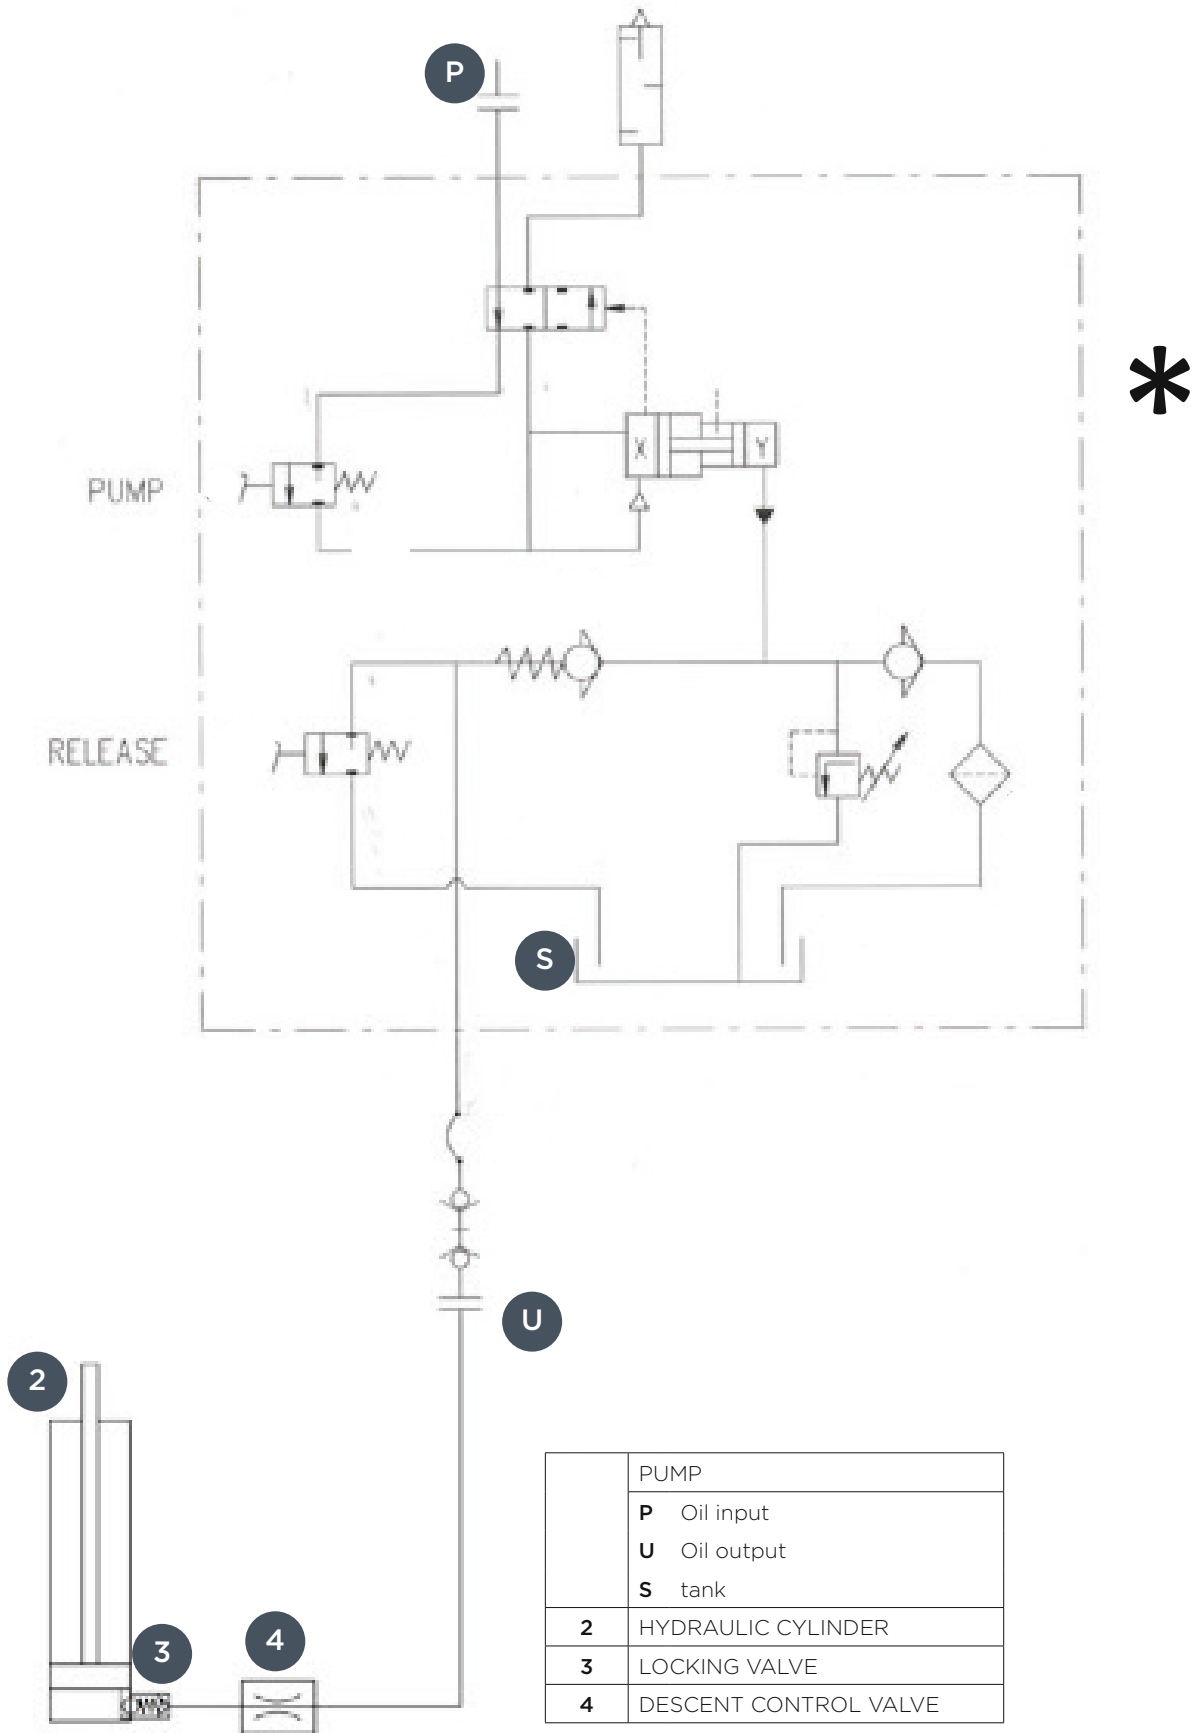 P
*
X
Y
PUMP
RELEASE
S
U
2
3
4
PUMP
P Oil input
U Oil output
S tank
2 HYDRAULIC CYLINDER
3 LOCKING VALVE
4 DESCENT CONTROL VALVE